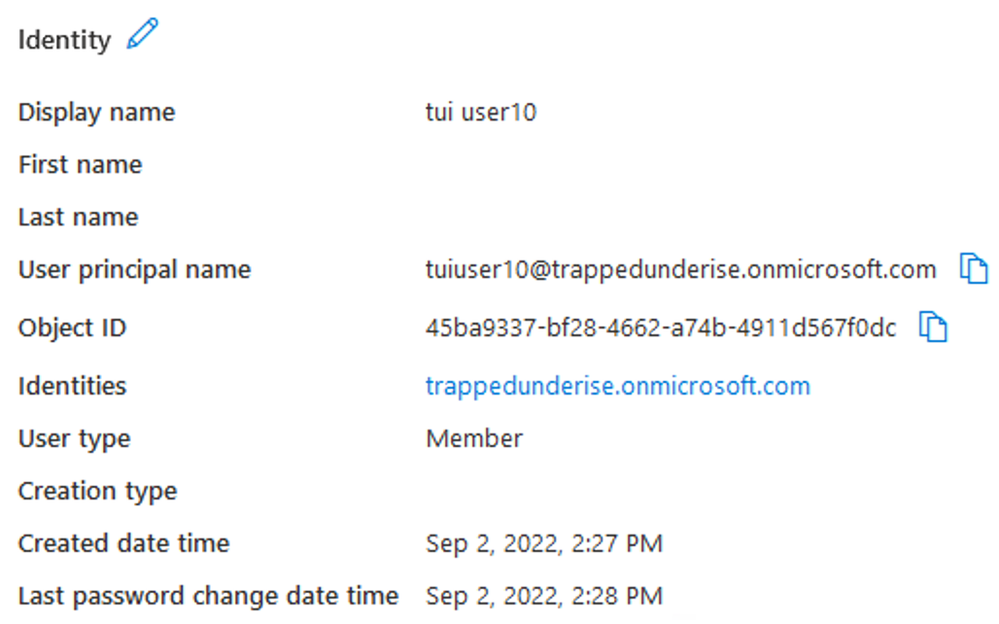 Identity
Display name tui user10
First name
Last name
User principal name tuiuser10@trappedunderise.onmicrosoft.com
Object ID 45ba9337-bf28-4662-a74b-4911d567f0dc
Identities trappedunderise.onmicrosoft.com
User type Member
Creation type
Created date time Sep 2, 2022, 2:27 PM
Last password change date time Sep 2, 2022, 2:28 PM